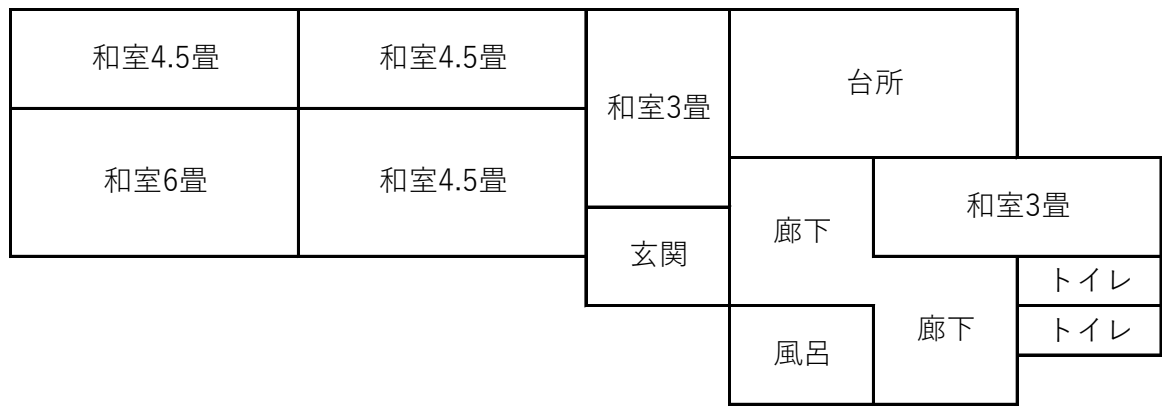 和室4.5畳
和室4.5畳
和室3畳
台所
和室6畳
和室4.5畳
和室3畳
玄関
廊下
トイレ
トイレ
風呂
廊下